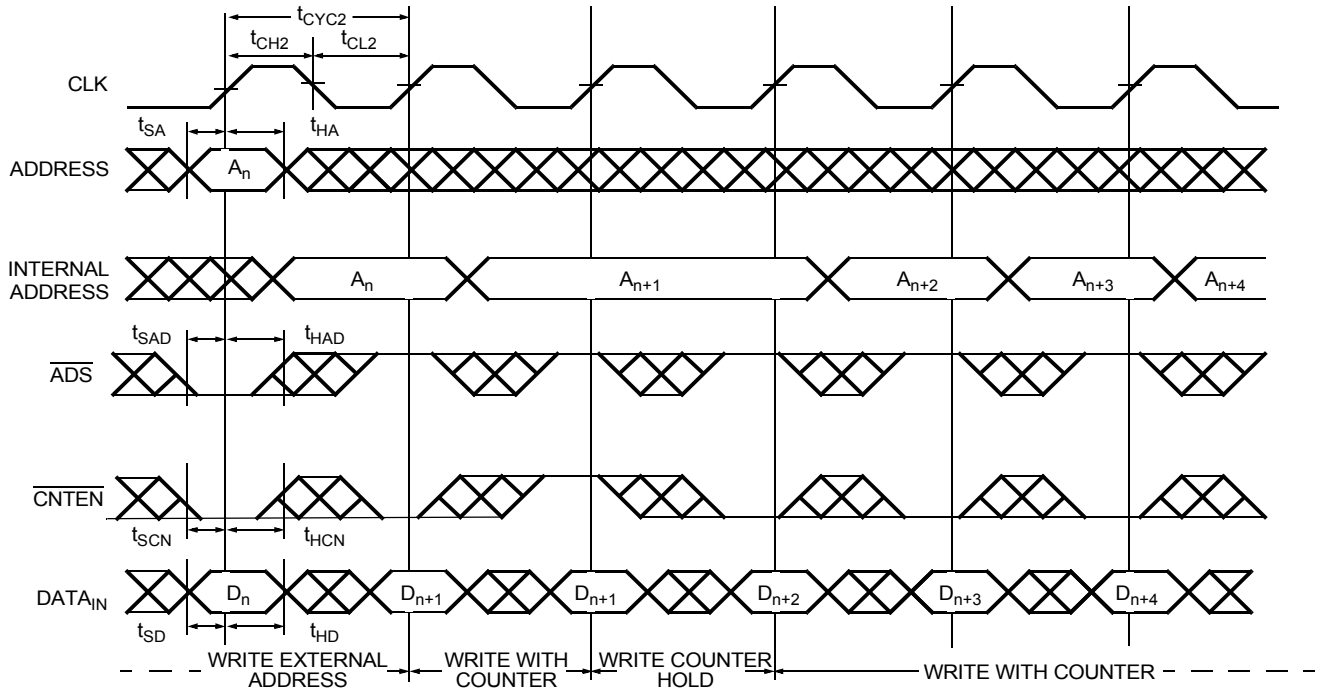 tCYC2
tCH2 tCL2
CLK
tSA tHA
ADDRESS An
INTERNAL
ADDRESS An An+1 An+2 An+3 An+4
tSAD tHAD
ADS
CNTEN
tSCN tHCN
DATAIN Dn Dn+1 Dn+1 Dn+2 Dn+3 Dn+4
tSD tHD
WRITE EXTERNAL
ADDRESS
WRITE WITH
COUNTER
WRITE COUNTER
HOLD
WRITE WITH COUNTER